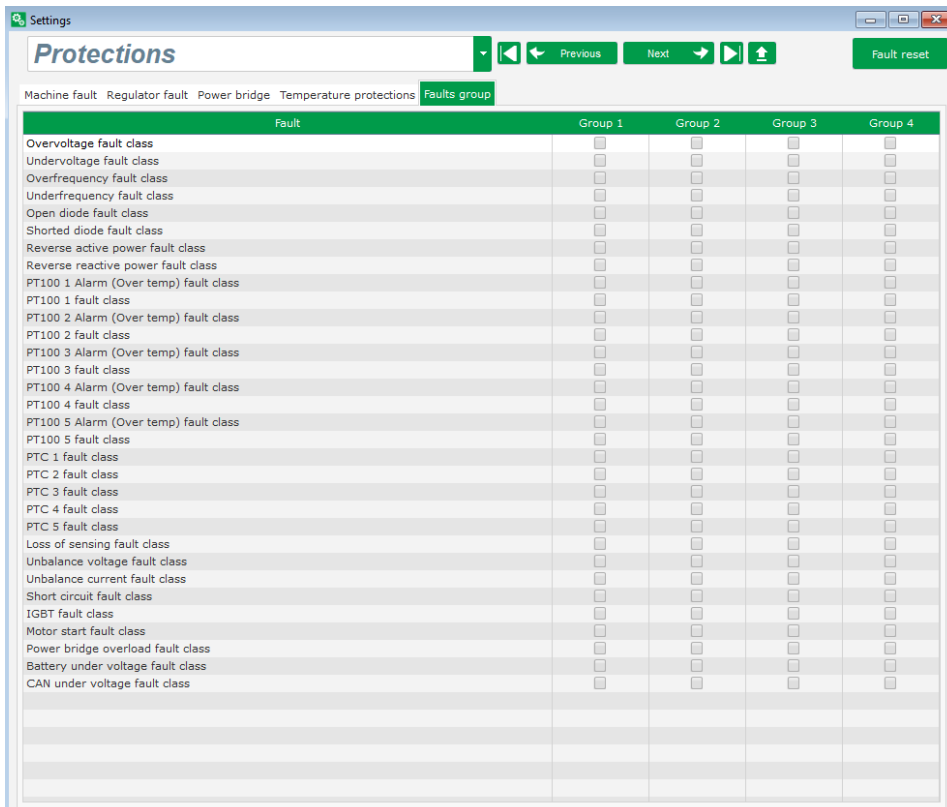 Settings
Protections
Previous
Next
Fault reset
Machine fault Regulator fault Power bridge Temperature protections Faults group
Fault Group 1 Group 2 Group 3 Group 4
Overvoltage fault class
Undervoltage fault class
Overfrequency fault class
Underfrequency fault class
Open diode fault class
Shorted diode fault class
Reverse active power fault class
Reverse reactive power fault class
PT100 1 Alarm (Over temp) fault class
PT100 1 fault class
PT100 2 Alarm (Over temp) fault class
PT100 2 fault class
PT100 3 Alarm (Over temp) fault class
PT100 3 fault class
PT100 4 Alarm (Over temp) fault class
PT100 4 fault class
PT100 5 Alarm (Over temp) fault class
PT100 5 fault class
PTC 1 fault class
PTC 2 fault class
PTC 3 fault class
PTC 4 fault class
PTC 5 fault class
Loss of sensing fault class
Unbalance voltage fault class
Unbalance current fault class
Short circuit fault class
IGBT fault class
Motor start fault class
Power bridge overload fault class
Battery under voltage fault class
CAN under voltage fault class